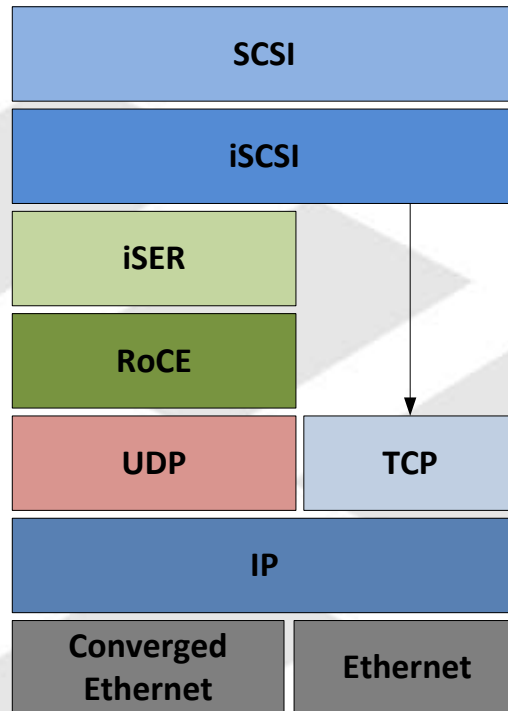 SCSI
iSCSI
iSER
RoCE
UDP
TCP
IP
Converged
Ethernet
Ethernet